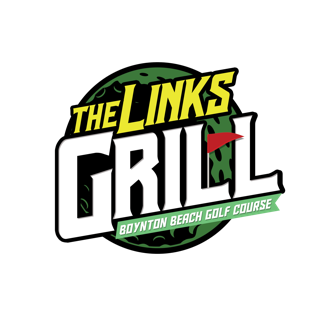 THE LINKS
GRILL
BOYNTON BEACH GOLF COURSE